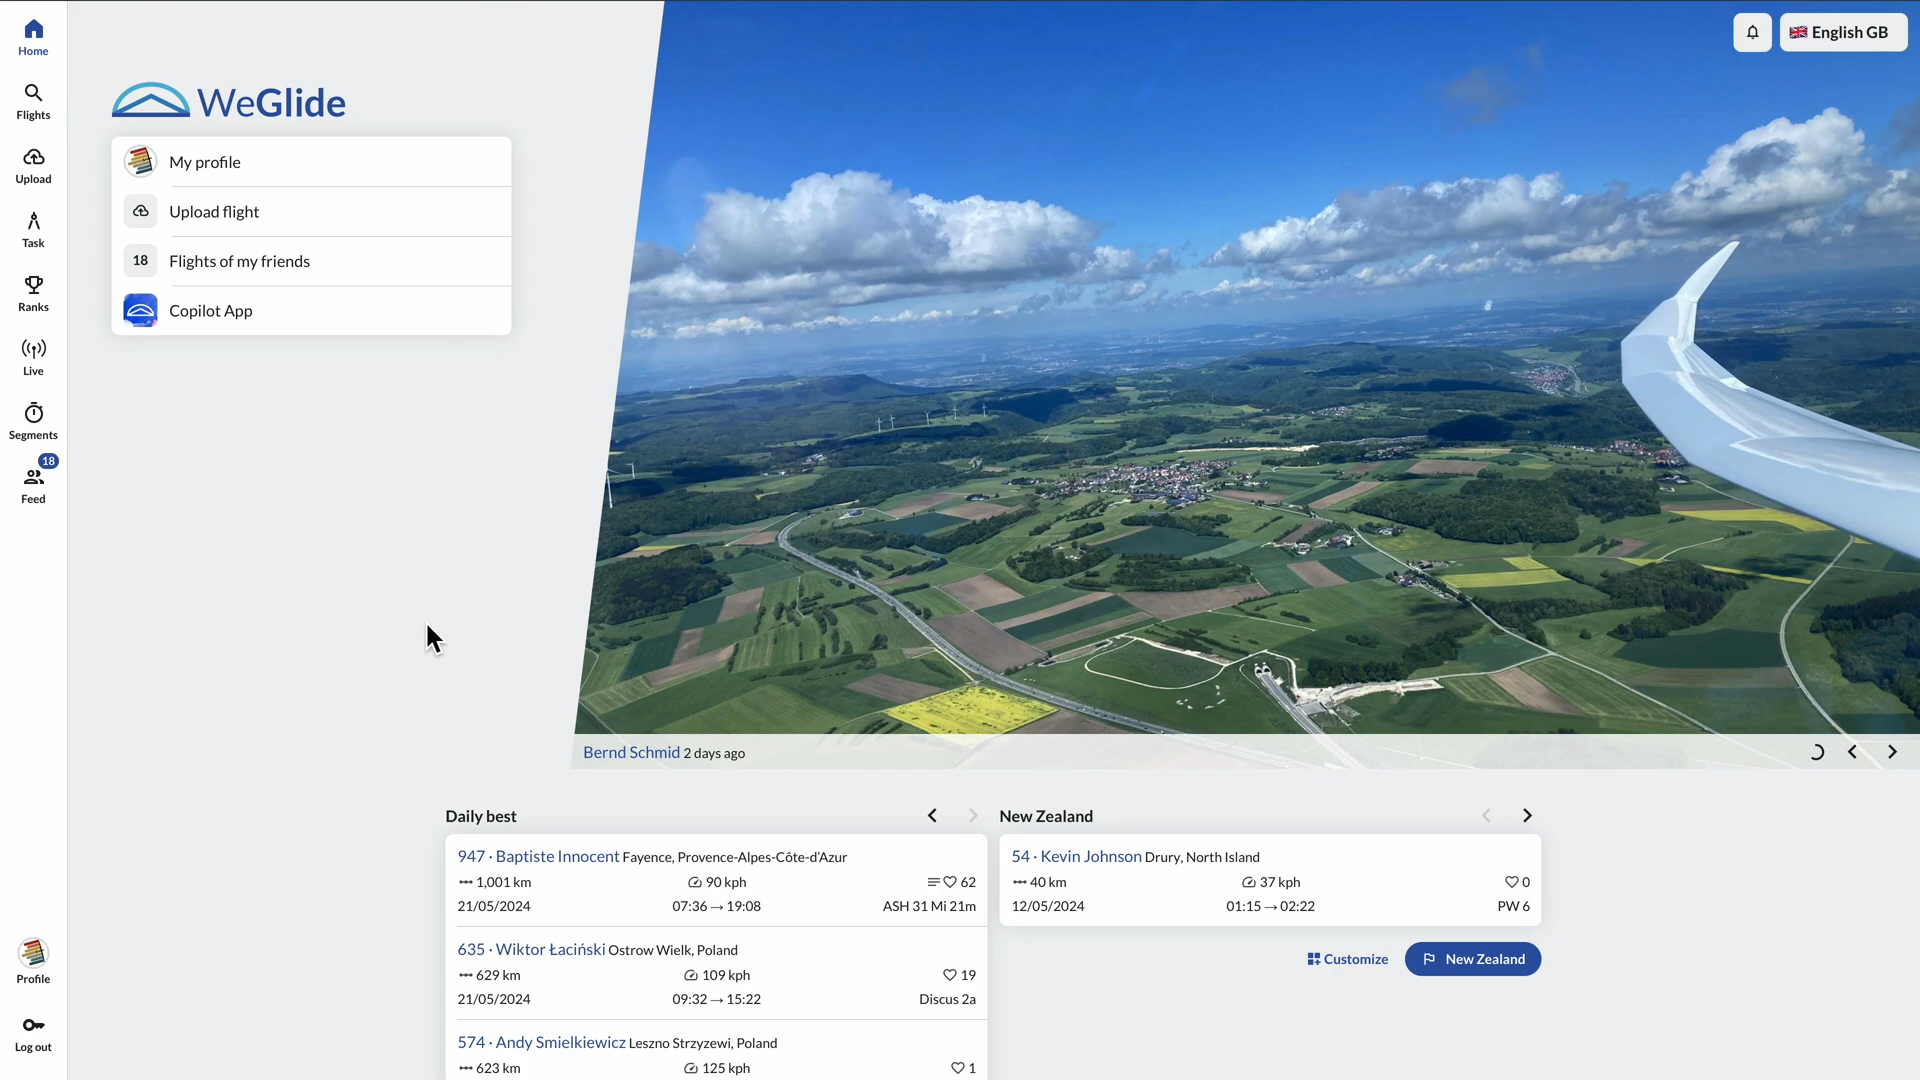 Home
Flights
Upload
Task
Ranks
Live
Segments
18
Feed
Profile
Log out
WeGlide
My profile
Upload flight
18 Flights of my friends
Copilot App
English GB
Bernd Schmid 2 days ago
Daily best
947 · Baptiste Innocent Fayence, Provence-Alpes-Côte-d’Azur
1,001 km 90 kph 62
21/05/2024 07:36 → 19:08 ASH 31 Mi 21m
635 · Wiktor Łaciński Ostrow Wielk, Poland
629 km 109 kph 19
21/05/2024 09:32 → 15:22 Discus 2a
574 · Andy Smielkiewicz Leszno Strzyzewi, Poland
623 km 125 kph 1
New Zealand
54 · Kevin Johnson Drury, North Island
40 km 37 kph 0
12/05/2024 01:15 → 02:22 PW 6
Customize
New Zealand